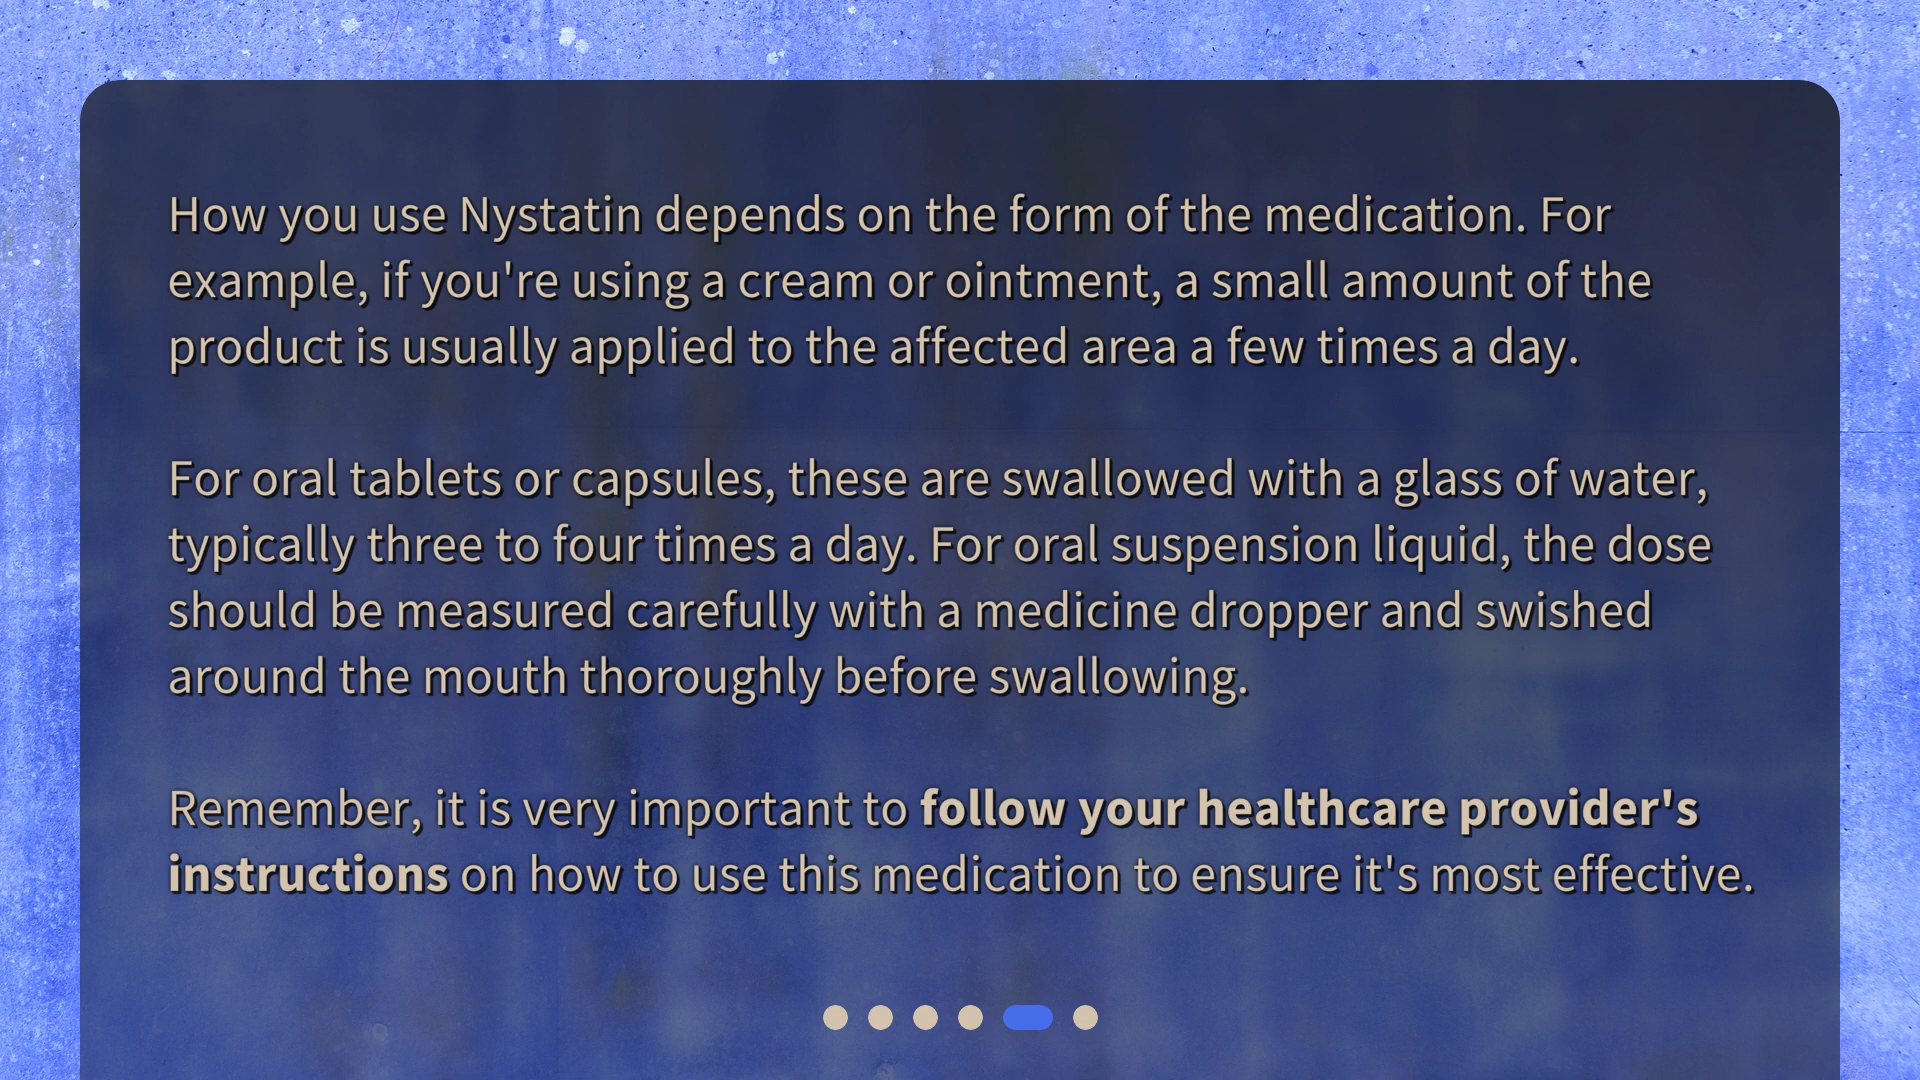 How you use Nystatin depends on the form of the medication. For
example, if you're using a cream or ointment, a small amount of the
product is usually applied to the affected area a few times a day.
For oral tablets or capsules, these are swallowed with a glass of water,
typically three to four times a day. For oral suspension liquid, the dose
should be measured carefully with a medicine dropper and swished
around the mouth thoroughly before swallowing.
Remember, it is very important to follow your healthcare provider's
instructions on how to use this medication to ensure it's most effective.